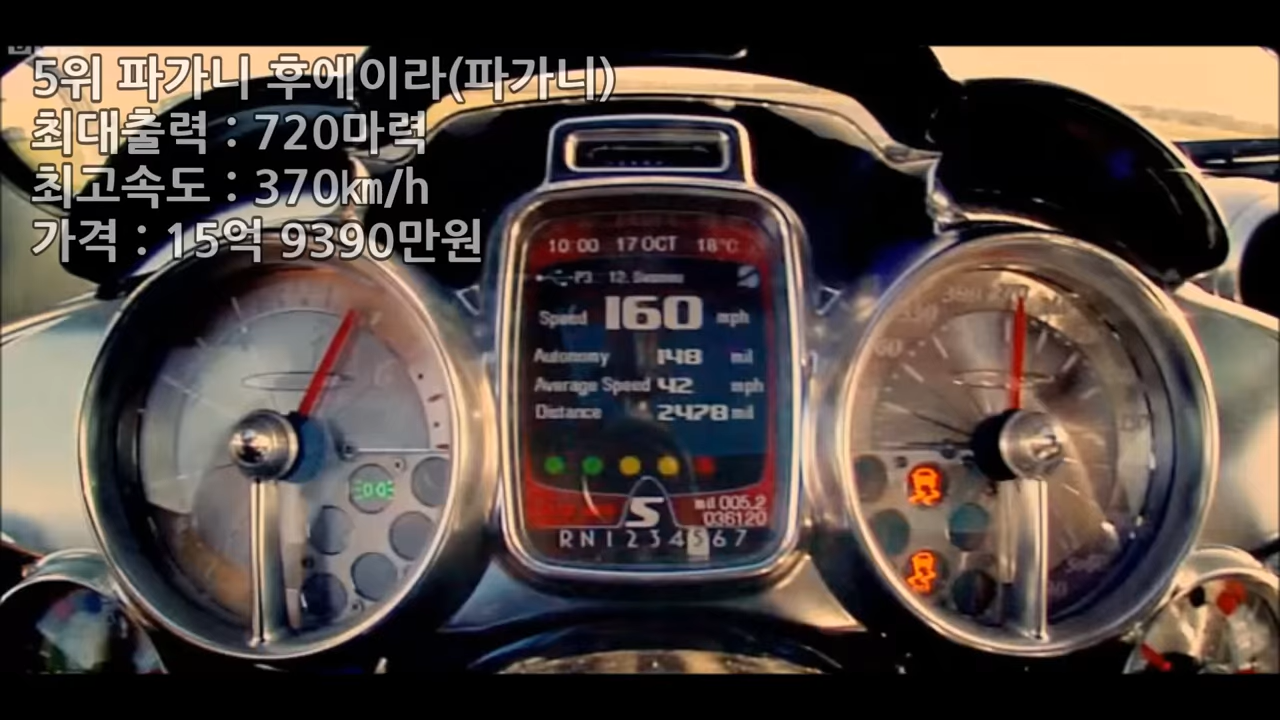 5위 파가니 후에이라(파가니)
최대출력 : 720마력
최고속도 : 370㎞/h
가격 : 15억 9390만원
10:00 17 OCT 18°C
P3 12.
Speed 160 mph
Autonomy 148 mil
Average Speed 42 mph
Distance 2478 mil
S
mil 005.2
036120
R N 1 2 3 4 5 6 7